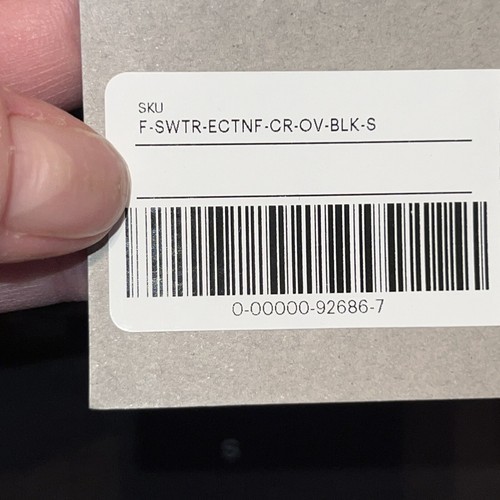 SKU
F-SWTR-ECTNF-CR-OV-BLK-S
0-00000-92686-7
S